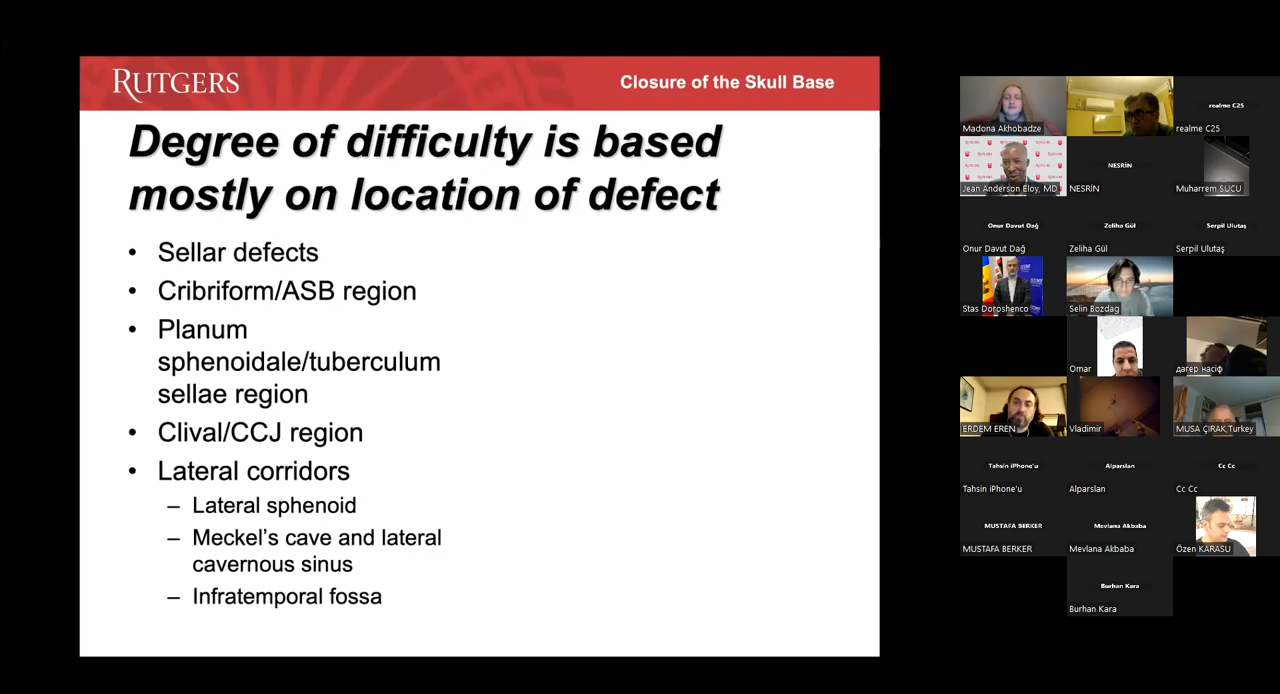 RUTGERS
Closure of the Skull Base
Degree of difficulty is based
mostly on location of defect
• Sellar defects
• Cribriform/ASB region
• Planum
sphenoidale/tuberculum
sellae region
• Clival/CCJ region
• Lateral corridors
– Lateral sphenoid
– Meckel's cave and lateral
cavernous sinus
– Infratemporal fossa
Madona Akhobadze
realme C25
realme C25
Jean Anderson Eloy, MD
NESRİN
NESRİN
Muharrem SUCU
Onur Davut Dağ
Onur Davut Dağ
Zeliha Gül
Zeliha Gül
Serpil Ulutaş
Serpil Ulutaş
Stas Doroshenco
Selin Bozdag
Omar
дагер насіф
ERDEM EREN
Vladimir
MUSA ÇIRAK,Turkey
Tahsin iPhone'u
Tahsin iPhone'u
Alparslan
Alparslan
Cc Cc
Cc Cc
MUSTAFA BERKER
MUSTAFA BERKER
Mevlana Akbaba
Mevlana Akbaba
Özen KARASU
Burhan Kara
Burhan Kara